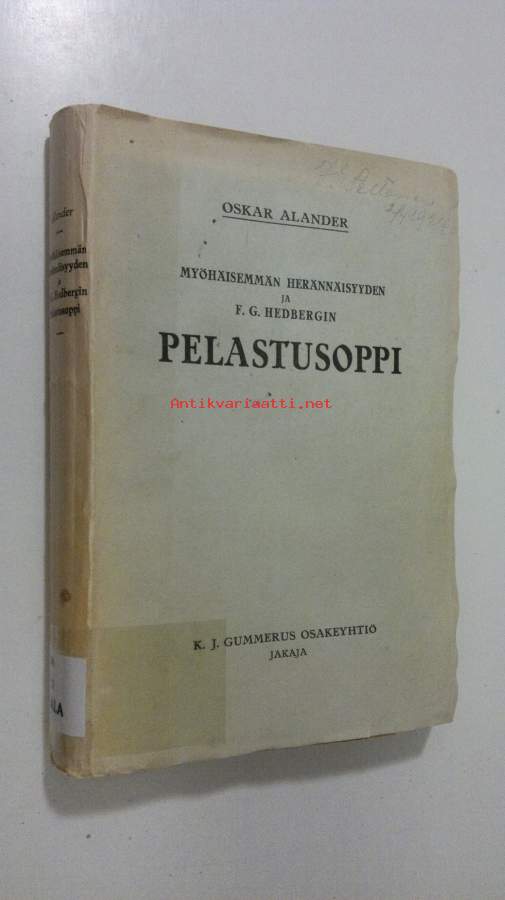 OSKAR ALANDER
MYÖHÄISEMMÄN HERÄNNÄISYYDEN
JA
F. G. HEDBERGIN
PELASTUSOPPI
Antikvariaatti.net
K. J. GUMMERUS OSAKEYHTIÖ
JAKAJA